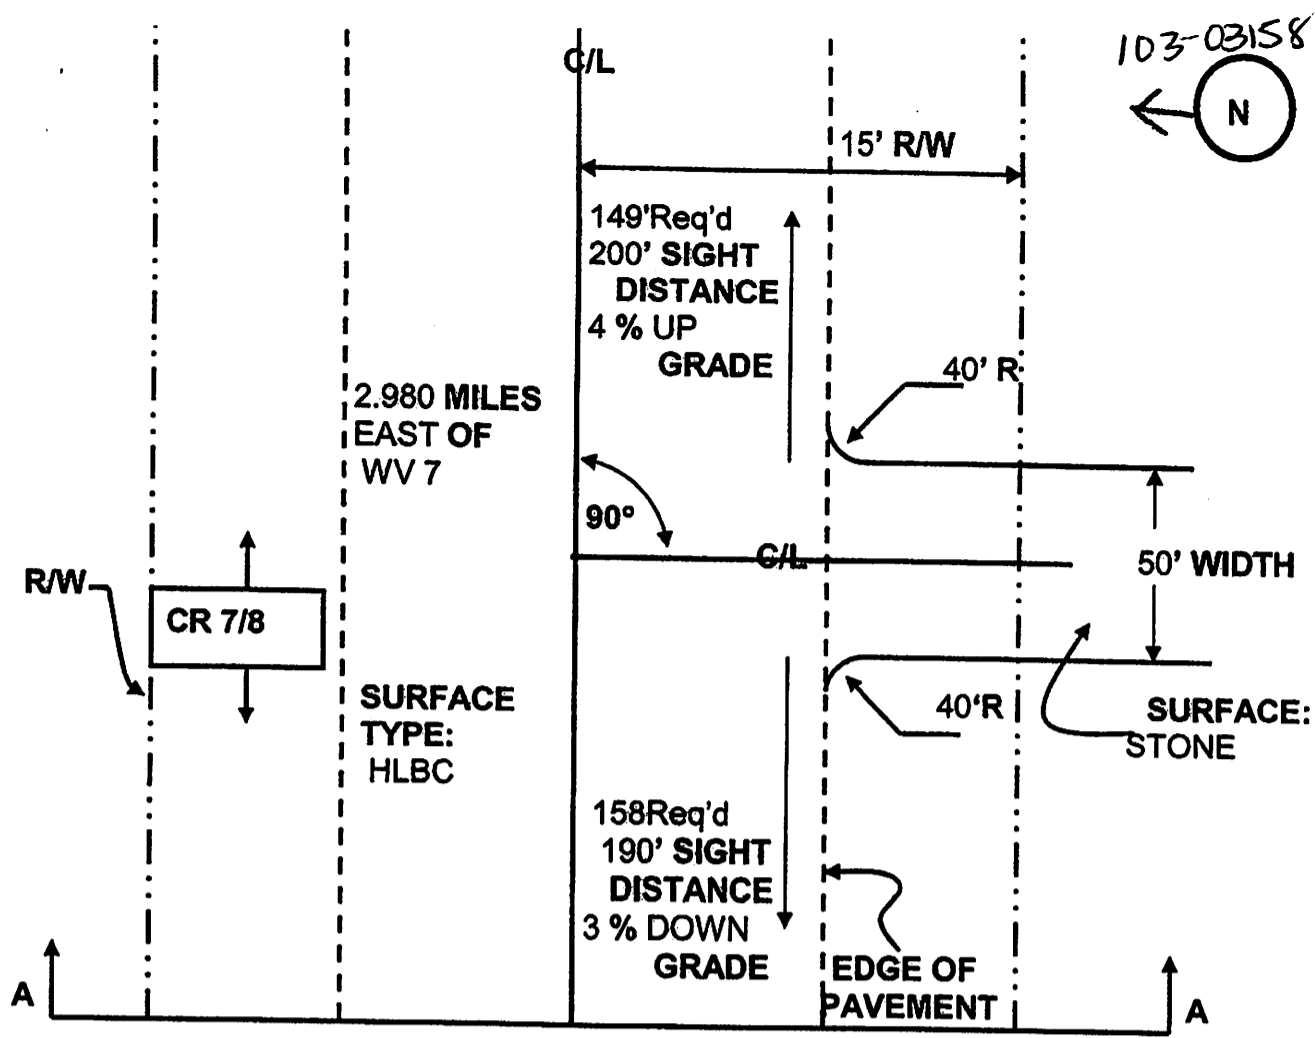 103-03158
C/L
N
15' R/W
149'Req'd
200' SIGHT
DISTANCE
4 % UP
GRADE
40' R
2.980 MILES
EAST OF
WV 7
90°
C/L
50' WIDTH
R/W
CR 7/8
SURFACE
TYPE:
HLBC
40'R
SURFACE:
STONE
158Req'd
190' SIGHT
DISTANCE
3 % DOWN
GRADE
EDGE OF
PAVEMENT
A
A